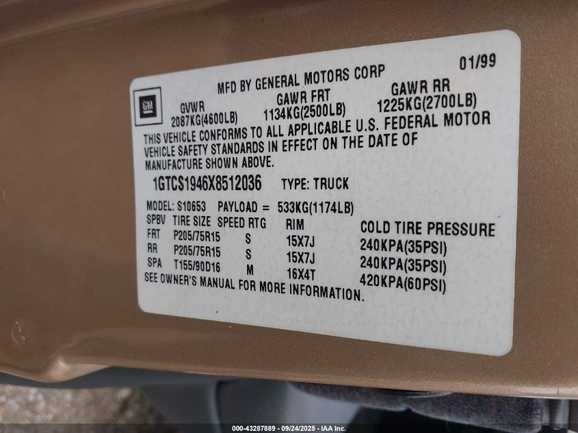 MFD BY GENERAL MOTORS CORP 01/99
GM
GVWR GAWR FRT GAWR RR
2087KG(4600LB) 1134KG(2500LB) 1225KG(2700LB)
THIS VEHICLE CONFORMS TO ALL APPLICABLE U.S. FEDERAL MOTOR
VEHICLE SAFETY STANDARDS IN EFFECT ON THE DATE OF
MANUFACTURE SHOWN ABOVE.
1GTCS1946X8512036 TYPE: TRUCK
MODEL: S10653 PAYLOAD = 533KG(1174LB)
SPBV TIRE SIZE SPEED RTG RIM COLD TIRE PRESSURE
FRT P205/75R15 S 15X7J 240KPA(35PSI)
RR P205/75R15 S 15X7J 240KPA(35PSI)
SPA T155/90D16 M 16X4T 420KPA(60PSI)
SEE OWNER'S MANUAL FOR MORE INFORMATION.
000-43287889 - 09/24/2025 - IAA Inc.